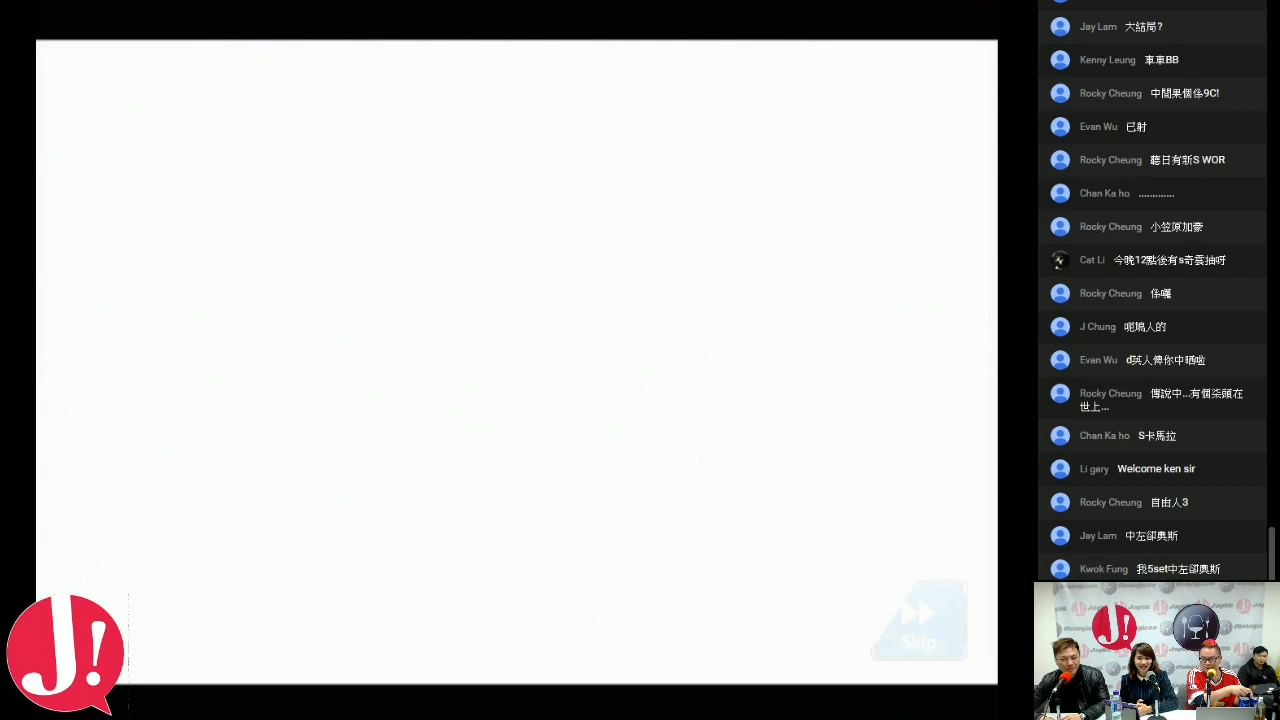 Jay Lam 大結局?
Kenny Leung 車車BB
Rocky Cheung 中間果個係9C!
Evan Wu 已射
Rocky Cheung 聽日有新S WOR
Chan Ka ho .............
Rocky Cheung 小笠原加豪
Cat Li 今晚12點後有s奇雲抽呀
Rocky Cheung 係囉
J Chung 呃鳩人的
Evan Wu d英人俾你中晒啦
Rocky Cheung 傳說中...有個柒頭在
世上...
Chan Ka ho S卡馬拉
Li gary Welcome ken sir
Rocky Cheung 自由人3
Jay Lam 中左卻奧斯
Kwok Fung 我5set中左卻奧斯
Skip
J!